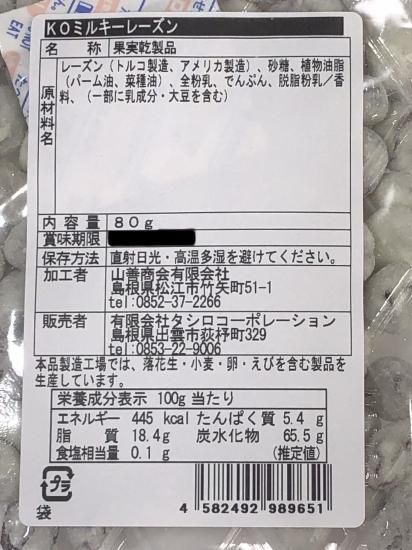 KOミルキーレーズン
名称 果実乾製品
原材料名 レーズン（トルコ製造、アメリカ製造）、砂糖、植物油脂
（パーム油、菜種油）、全粉乳、でんぷん、脱脂粉乳／香
料、（一部に乳成分・大豆を含む）
内容量 80g
賞味期限
保存方法 直射日光・高温多湿を避けてください。
加工者 山善商会有限会社
島根県松江市竹矢町51-1
tel:0852-37-2266
販売者 有限会社タシロコーポレーション
島根県出雲市荻杼町329
tel:0853-22-9006
本品製造工場では、落花生・小麦・卵・えびを含む製品を
生産しています。
栄養成分表示 100g 当たり
エネルギー 445 kcal たんぱく質 5.4 g
脂質 18.4g 炭水化物 65.5g
食塩相当量 0.1 g (推定値)
プラ
袋
4 582492 989651
EAT